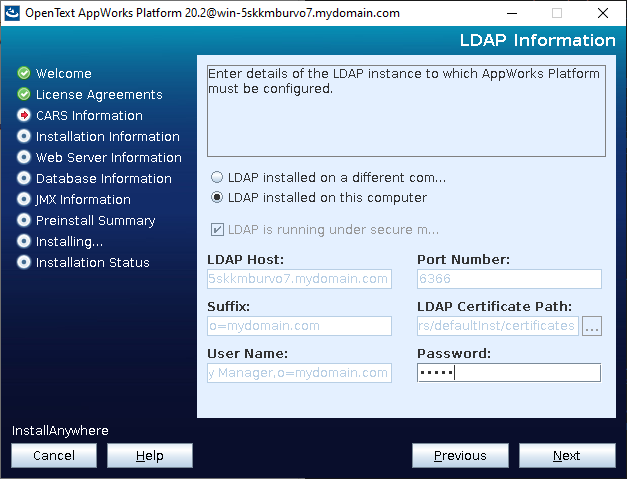 OpenText AppWorks Platform 20.2@win-5skkmburvo7.mydomain.com
LDAP Information
Welcome
License Agreements
CARS Information
Installation Information
Web Server Information
Database Information
JMX Information
Preinstall Summary
Installing...
Installation Status
Enter details of the LDAP instance to which AppWorks Platform
must be configured.
LDAP installed on a different com...
LDAP installed on this computer
LDAP is running under secure m...
LDAP Host: Port Number:
5skkmburvo7.mydomain.com 6366
Suffix: LDAP Certificate Path:
o=mydomain.com rs/defaultInst/certificates ...
User Name: Password:
y Manager,o=mydomain.com •••••
InstallAnywhere
Cancel Help Previous Next